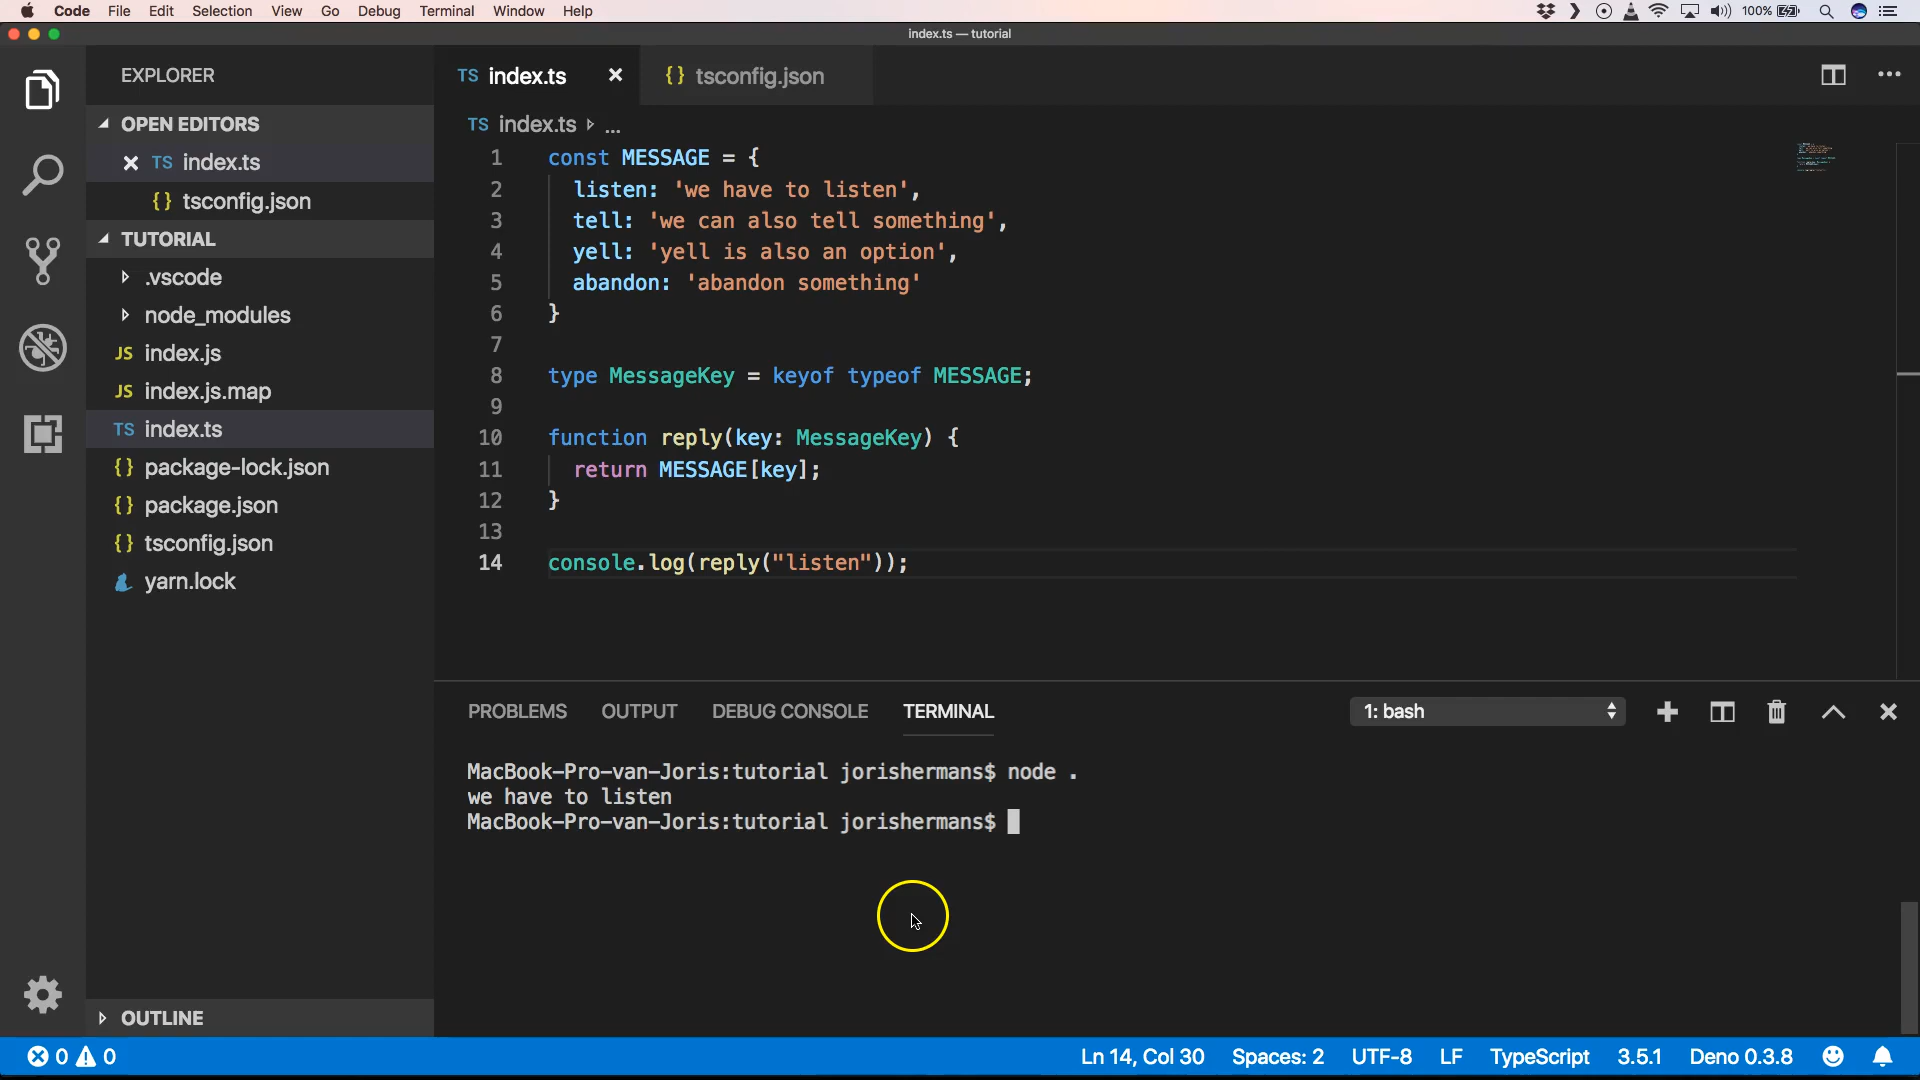 Code File Edit Selection View Go Debug Terminal Window Help 100%
index.ts — tutorial
EXPLORER
OPEN EDITORS
TS index.ts
{} tsconfig.json
TUTORIAL
.vscode
node_modules
JS index.js
JS index.js.map
TS index.ts
{} package-lock.json
{} package.json
{} tsconfig.json
yarn.lock
OUTLINE
TS index.ts {} tsconfig.json
TS index.ts ...
1 const MESSAGE = {
2 listen: 'we have to listen',
3 tell: 'we can also tell something',
4 yell: 'yell is also an option',
5 abandon: 'abandon something'
6 }
7
8 type MessageKey = keyof typeof MESSAGE;
9
10 function reply(key: MessageKey) {
11 return MESSAGE[key];
12 }
13
14 console.log(reply("listen"));
PROBLEMS OUTPUT DEBUG CONSOLE TERMINAL 1: bash
MacBook-Pro-van-Joris:tutorial jorishermans$ node .
we have to listen
MacBook-Pro-van-Joris:tutorial jorishermans$
0 0 Ln 14, Col 30 Spaces: 2 UTF-8 LF TypeScript 3.5.1 Deno 0.3.8